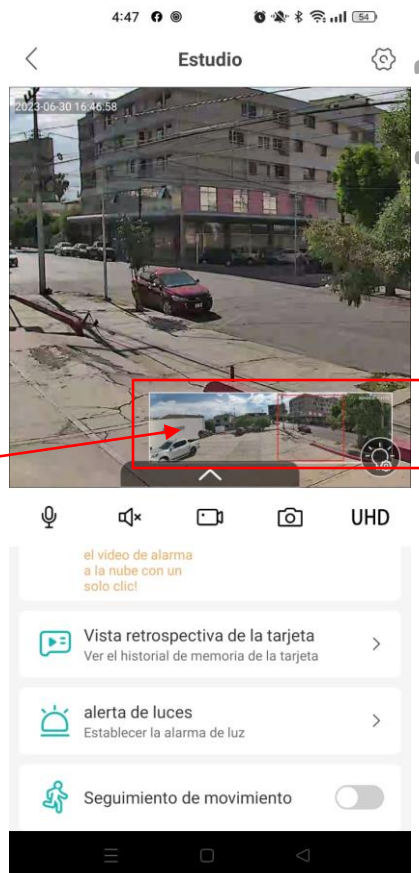 4:47
54
Estudio
2023-06-30 16:46:58
UHD
el video de alarma
a la nube con un
solo clic!
Vista retrospectiva de la tarjeta
Ver el historial de memoria de la tarjeta
alerta de luces
Establecer la alarma de luz
Seguimiento de movimiento